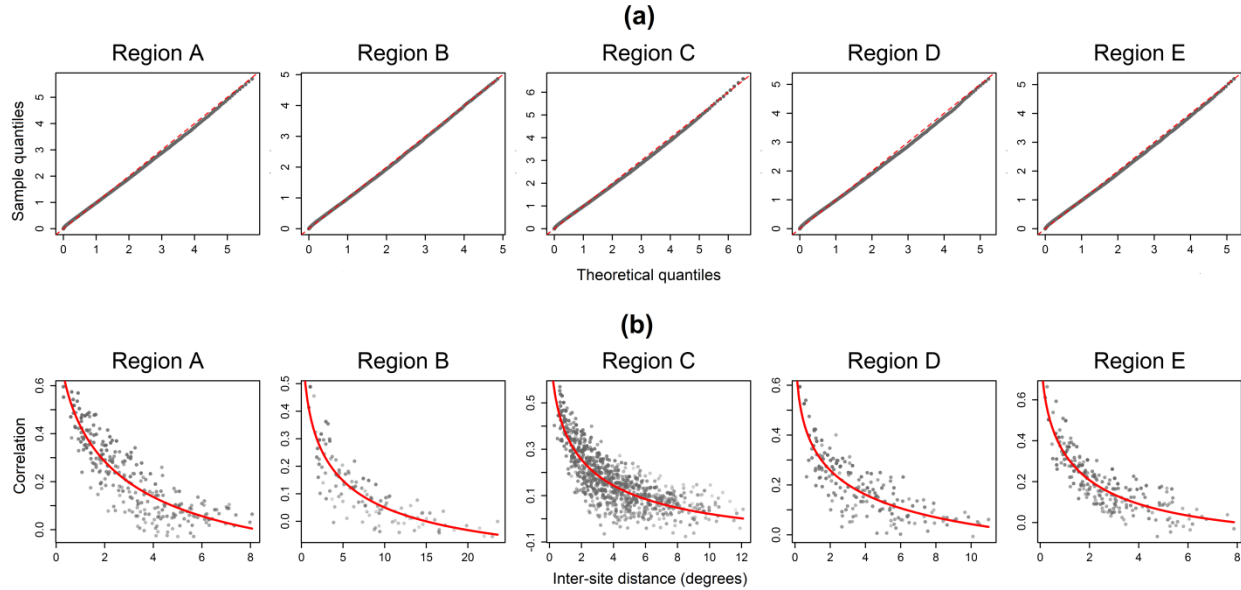 (a)
Region A Region B Region C Region D Region E
Sample quantiles
5 4 3 2 1 0
0 1 2 3 4 5
5 4 3 2 1 0
0 1 2 3 4 5
6 5 4 3 2 1 0
0 1 2 3 4 5 6
5 4 3 2 1 0
0 1 2 3 4 5
5 4 3 2 1 0
0 1 2 3 4 5
Theoretical quantiles
(b)
Region A Region B Region C Region D Region E
Correlation
0.6 0.4 0.2 0.0
0 2 4 6 8
0.5 0.4 0.3 0.2 0.1 0.0
0 5 10 15 20
0.5 0.3 0.1 -0.1
0 2 4 6 8 10 12
0.6 0.4 0.2 0.0
0 2 4 6 8 10
0.6 0.4 0.2 0.0
0 2 4 6 8
Inter-site distance (degrees)